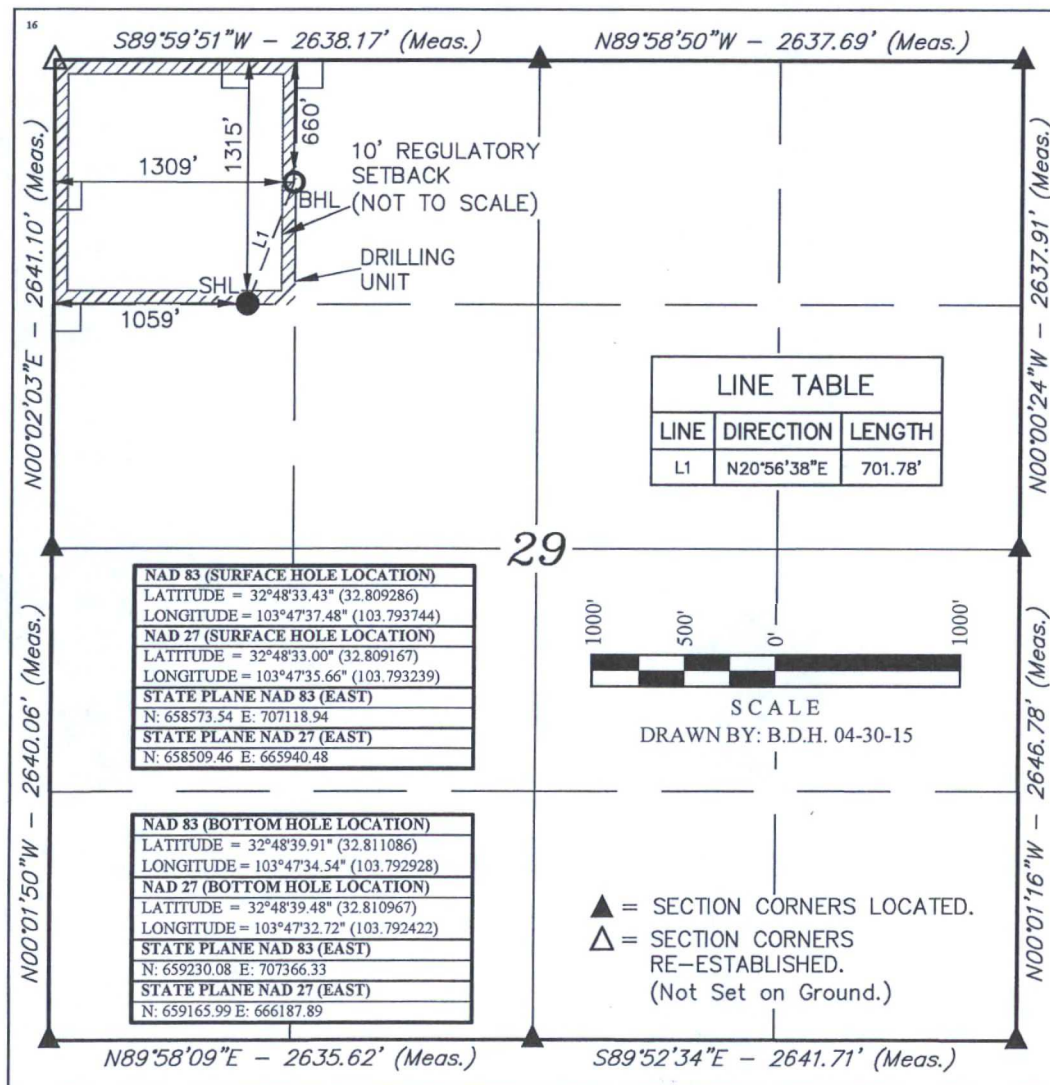 16
S89°59'51"W - 2638.17' (Meas.)
N89°58'50"W - 2637.69' (Meas.)
N00°02'03"E - 2641.10' (Meas.)
1309'
1315'
660'
10' REGULATORY
SETBACK
(NOT TO SCALE)
BHL
L1
DRILLING
UNIT
SHL
1059'
N00°00'24"W - 2637.91' (Meas.)
LINE TABLE
LINE DIRECTION LENGTH
L1 N20°56'38"E 701.78'
29
NAD 83 (SURFACE HOLE LOCATION)
LATITUDE = 32°48'33.43" (32.809286)
LONGITUDE = 103°47'37.48" (103.793744)
NAD 27 (SURFACE HOLE LOCATION)
LATITUDE = 32°48'33.00" (32.809167)
LONGITUDE = 103°47'35.66" (103.793239)
STATE PLANE NAD 83 (EAST)
N: 658573.54 E: 707118.94
STATE PLANE NAD 27 (EAST)
N: 658509.46 E: 665940.48
1000' 500' 0' 1000'
SCALE
DRAWN BY: B.D.H. 04-30-15
N00°01'50"W - 2640.06' (Meas.)
N00°01'16"W - 2646.78' (Meas.)
NAD 83 (BOTTOM HOLE LOCATION)
LATITUDE = 32°48'39.91" (32.811086)
LONGITUDE = 103°47'34.54" (103.792928)
NAD 27 (BOTTOM HOLE LOCATION)
LATITUDE = 32°48'39.48" (32.810967)
LONGITUDE = 103°47'32.72" (103.792422)
STATE PLANE NAD 83 (EAST)
N: 659230.08 E: 707366.33
STATE PLANE NAD 27 (EAST)
N: 659165.99 E: 666187.89
▲ = SECTION CORNERS LOCATED.
△ = SECTION CORNERS
RE-ESTABLISHED.
(Not Set on Ground.)
N89°58'09"E - 2635.62' (Meas.)
S89°52'34"E - 2641.71' (Meas.)